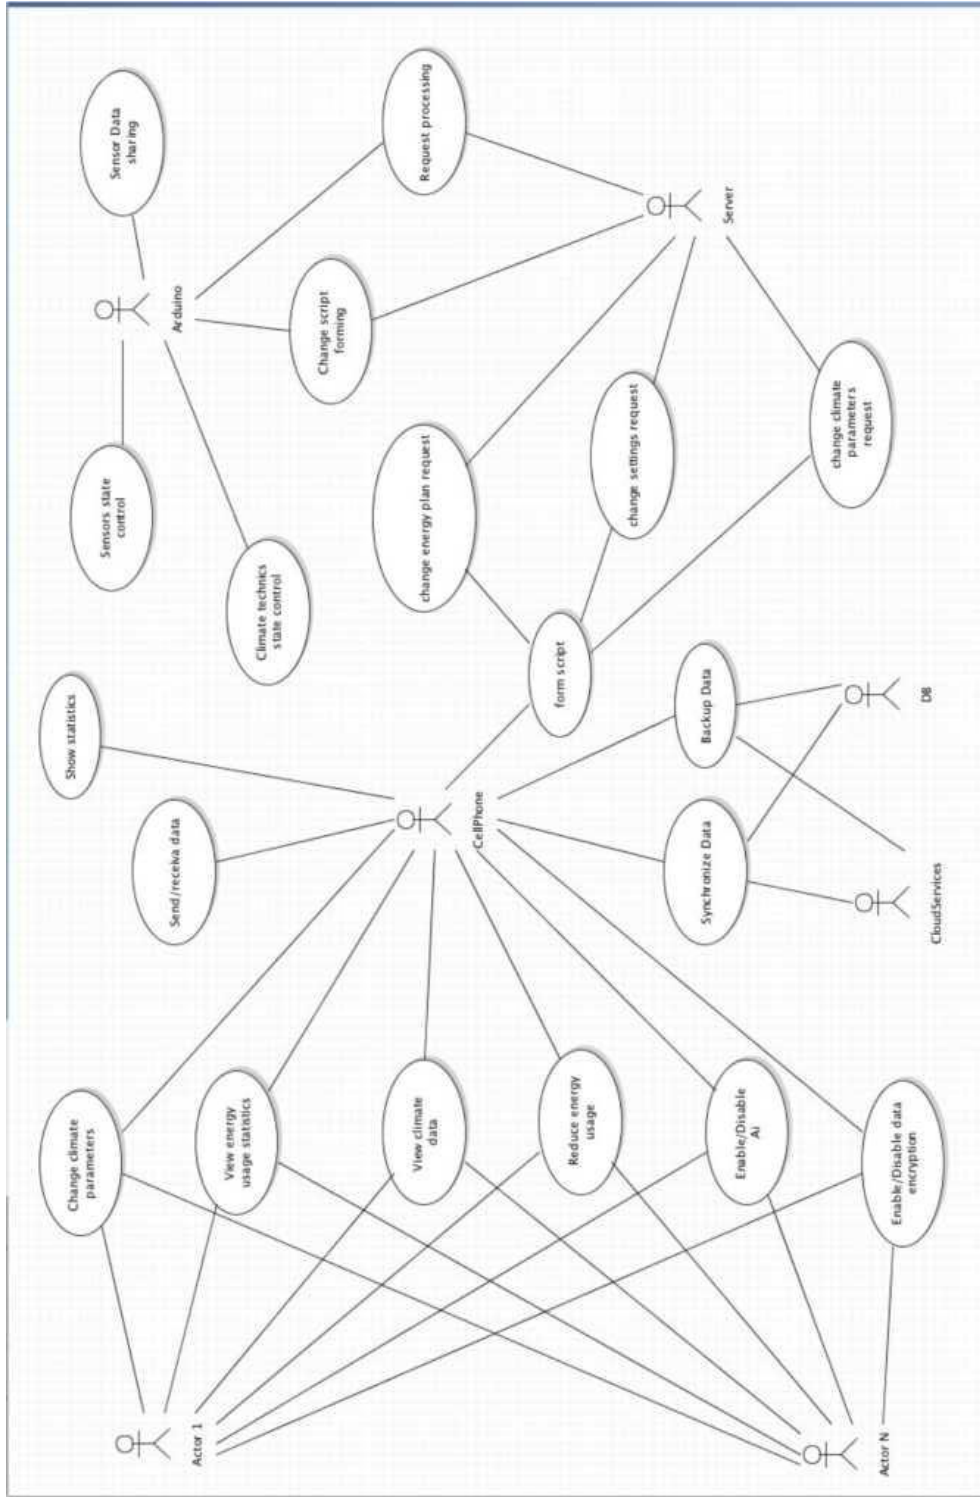 Change climate
parameters
View energy
usage statistics
View climate
data
Reduce energy
usage
Enable/Disable
Ai
Enable/Disable data
encryption
Actor 1
Actor N
Show statistics
Send/receiva data
CellPhone
Synchronize Data
Backup Data
CloudServices
DB
form script
Sensors state
control
Climate technics
state control
change energy plan request
change settings request
change climate
parameters
request
Sensor Data
sharing
Arduino
Change script
forming
Request processing
Server